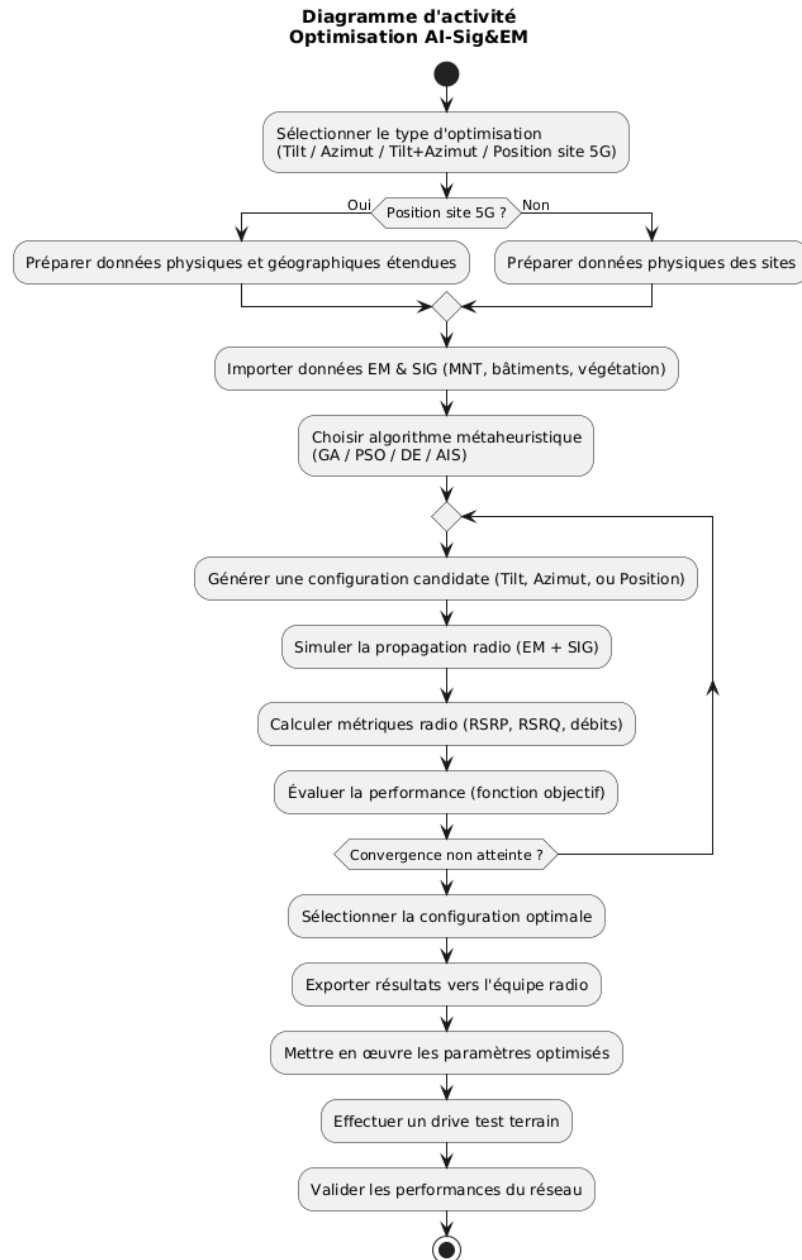 Diagramme d'activité
Optimisation AI-Sig&EM
Sélectionner le type d'optimisation
(Tilt / Azimut / Tilt+Azimut / Position site 5G)
Oui
Position site 5G ?
Non
Préparer données physiques et géographiques étendues
Préparer données physiques des sites
Importer données EM & SIG (MNT, bâtiments, végétation)
Choisir algorithme métaheuristique
(GA / PSO / DE / AIS)
Générer une configuration candidate (Tilt, Azimut, ou Position)
Simuler la propagation radio (EM + SIG)
Calculer métriques radio (RSRP, RSRQ, débits)
Évaluer la performance (fonction objectif)
Convergence non atteinte ?
Sélectionner la configuration optimale
Exporter résultats vers l'équipe radio
Mettre en œuvre les paramètres optimisés
Effectuer un drive test terrain
Valider les performances du réseau